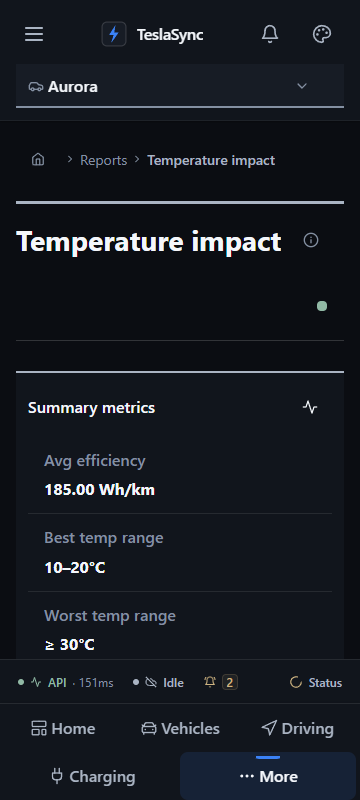 TeslaSync
Aurora
Reports Temperature impact
Temperature impact
Summary metrics
Avg efficiency
185.00 Wh/km
Best temp range
10–20°C
Worst temp range
≥ 30°C
API · 151ms Idle 2 Status
Home Vehicles Driving
Charging More